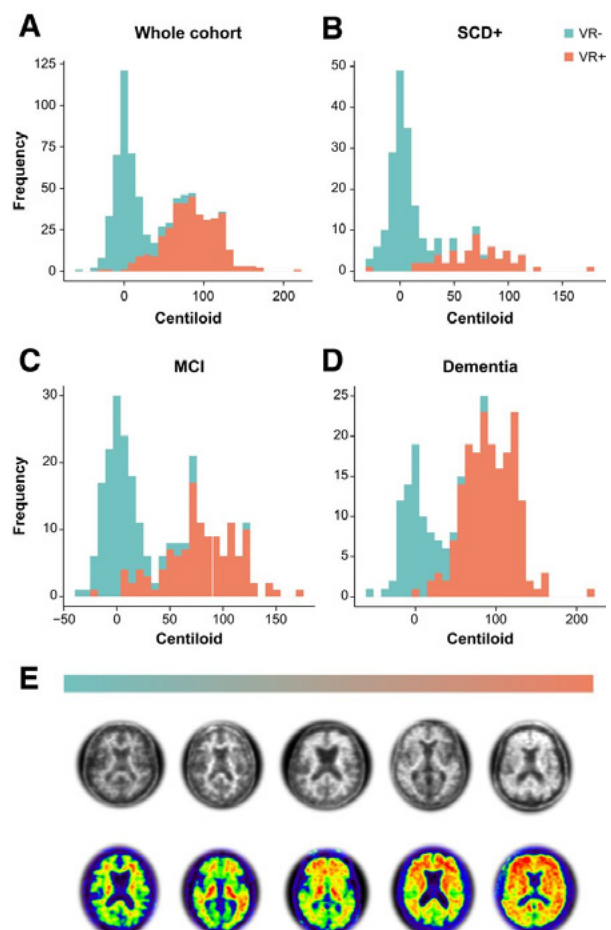 A
Whole cohort
B
SCD+
VR-
VR+
Frequency
125
100
75
50
25
0
0
100
200
Centiloid
50
40
30
20
10
0
0
50
100
150
Centiloid
C
MCI
D
Dementia
Frequency
30
20
10
0
−50
0
50
100
150
Centiloid
25
20
15
10
5
0
0
100
200
Centiloid
E